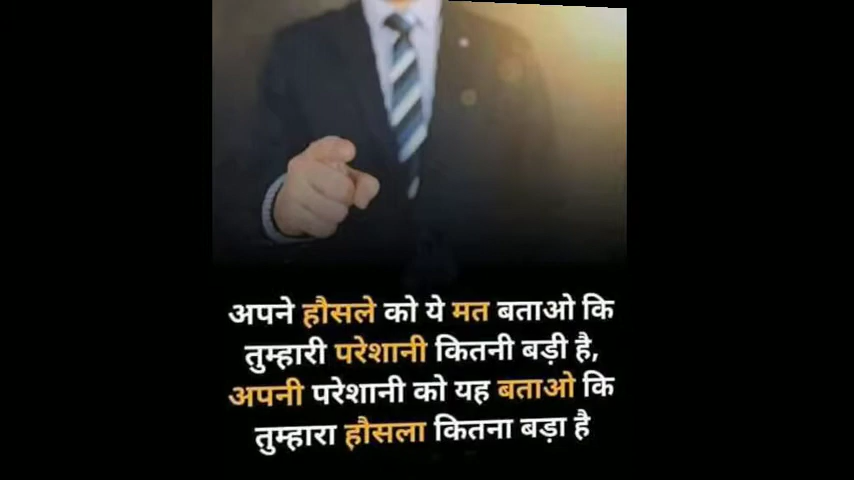 अपने हौसले को ये मत बताओ कि
तुम्हारी परेशानी कितनी बड़ी है,
अपनी परेशानी को यह बताओ कि
तुम्हारा हौसला कितना बड़ा है